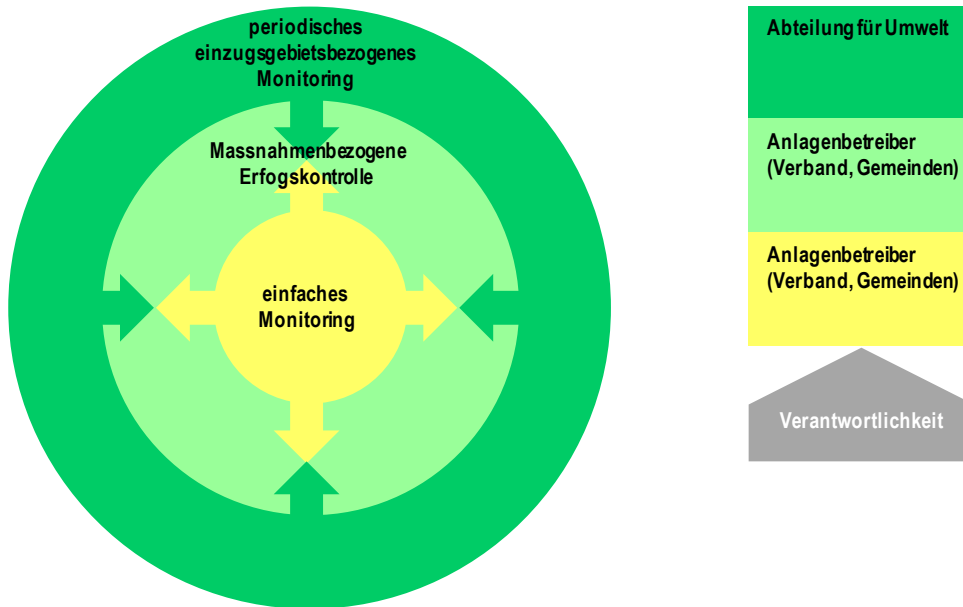 periodisches
einzugsgebietsbezogenes
Monitoring
Massnahmenbezogene
Erfogskontrolle
einfaches
Monitoring
Abteilung für Umwelt
Anlagenbetreiber
(Verband, Gemeinden)
Anlagenbetreiber
(Verband, Gemeinden)
Verantwortlichkeit